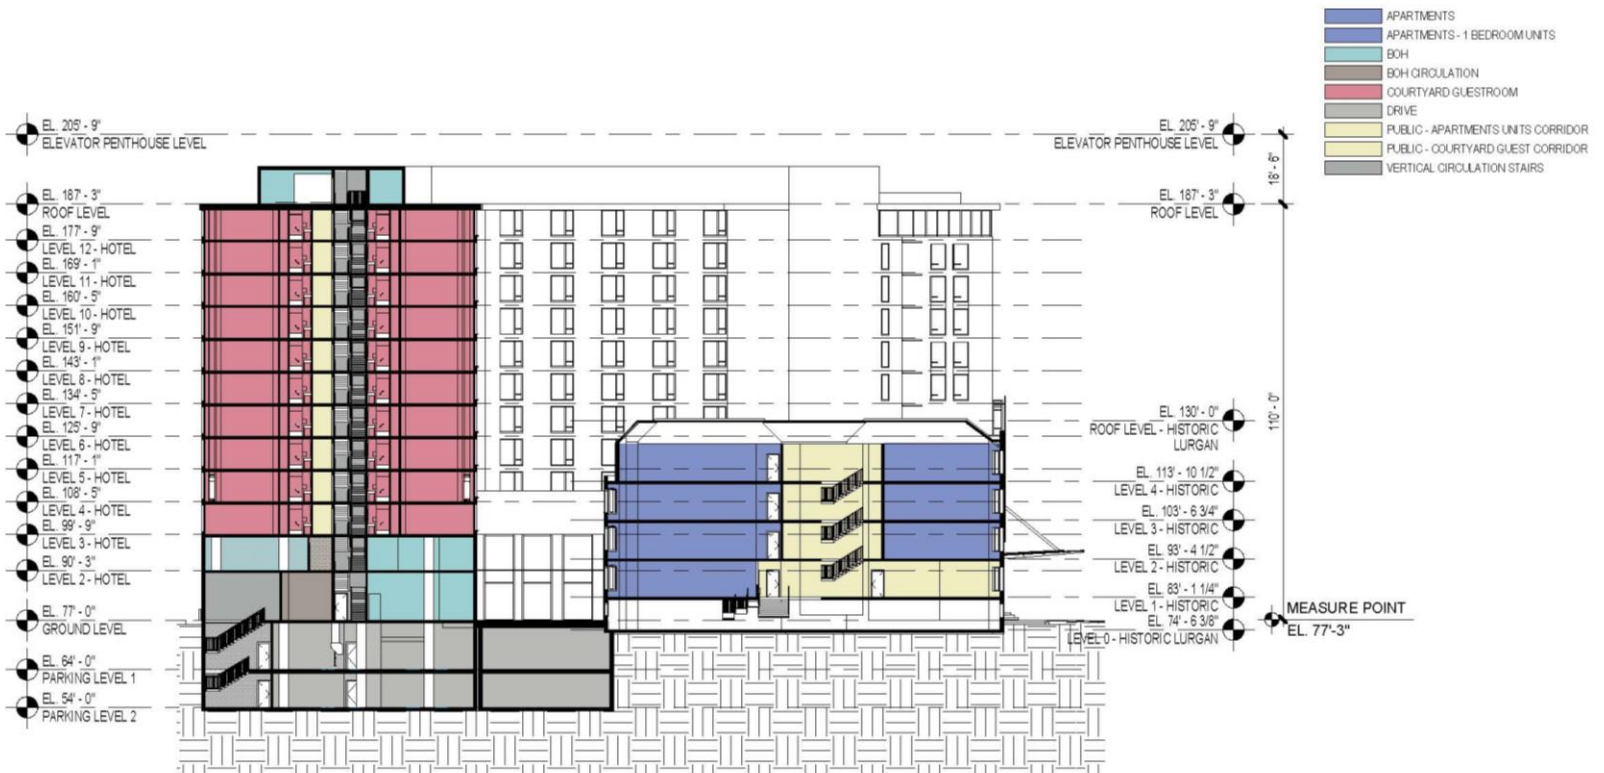 APARTMENTS
APARTMENTS - 1 BEDROOM UNITS
BOH
BOH CIRCULATION
COURTYARD GUESTROOM
DRIVE
PUBLIC - APARTMENTS UNITS CORRIDOR
PUBLIC - COURTYARD GUEST CORRIDOR
VERTICAL CIRCULATION STAIRS
EL. 205' - 9"
ELEVATOR PENTHOUSE LEVEL
EL. 187' - 3"
ROOF LEVEL
EL. 177' - 9"
LEVEL 12 - HOTEL
EL. 169' - 1"
LEVEL 11 - HOTEL
EL. 160' - 5"
LEVEL 10 - HOTEL
EL. 151' - 9"
LEVEL 9 - HOTEL
EL. 143' - 1"
LEVEL 8 - HOTEL
EL. 134' - 5"
LEVEL 7 - HOTEL
EL. 125' - 9"
LEVEL 6 - HOTEL
EL. 117' - 1"
LEVEL 5 - HOTEL
EL. 108' - 5"
LEVEL 4 - HOTEL
EL. 99' - 9"
LEVEL 3 - HOTEL
EL. 90' - 3"
LEVEL 2 - HOTEL
EL. 77' - 0"
GROUND LEVEL
EL. 64' - 0"
PARKING LEVEL 1
EL. 54' - 0"
PARKING LEVEL 2
EL. 205' - 9"
ELEVATOR PENTHOUSE LEVEL
EL. 187' - 3"
ROOF LEVEL
EL. 130' - 0"
ROOF LEVEL - HISTORIC
LURGAN
EL. 113' - 10 1/2"
LEVEL 4 - HISTORIC
EL. 103' - 6 3/4"
LEVEL 3 - HISTORIC
EL. 93' - 4 1/2"
LEVEL 2 - HISTORIC
EL. 83' - 1 1/4"
LEVEL 1 - HISTORIC
EL. 74' - 6 3/8"
LEVEL 0 - HISTORIC LURGAN
18' - 6"
110' - 0"
MEASURE POINT
EL. 77'-3"